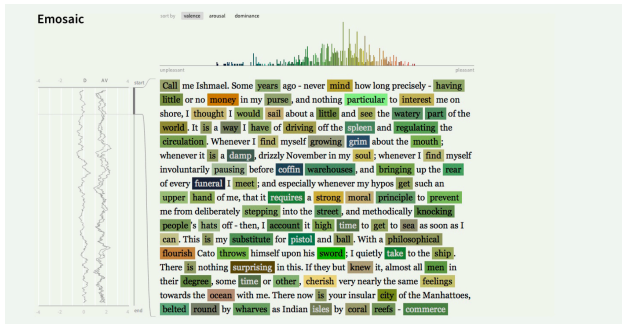 Emosaic
sort by valence arousal dominance
unpleasant pleasant
D AV start
Call me Ishmael. Some years ago - never mind how long precisely - having
little or no money in my purse, and nothing particular to interest me on
shore, I thought I would sail about a little and see the watery part of the
world. It is a way I have of driving off the spleen and regulating the
circulation. Whenever I find myself growing grim about the mouth;
whenever it is a damp, drizzly November in my soul; whenever I find myself
involuntarily pausing before coffin warehouses, and bringing up the rear
of every funeral I meet; and especially whenever my hypos get such an
upper hand of me, that it requires a strong moral principle to prevent
me from deliberately stepping into the street, and methodically knocking
people's hats off - then, I account it high time to get to sea as soon as I
can. This is my substitute for pistol and ball. With a philosophical
flourish Cato throws himself upon his sword; I quietly take to the ship.
There is nothing surprising in this. If they but knew it, almost all men in
their degree, some time or other, cherish very nearly the same feelings
towards the ocean with me. There now is your insular city of the Manhattoes,
belted round by wharves as Indian isles by coral reefs - commerce
end